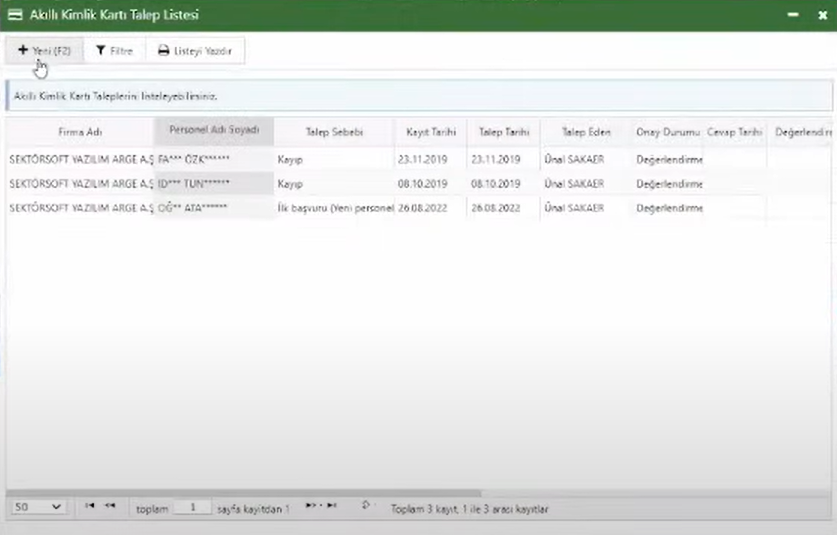 Akıllı Kimlik Kartı Talep Listesi
Yeni (F2) Filtre Listeyi Yazdır
Akıllı Kimlik Kartı Taleplerini listeleyebilirsiniz.
Firma Adı Personel Adı Soyadı Talep Sebebi Kayıt Tarihi Talep Tarihi Talep Eden Onay Durumu Cevap Tarihi Değerlendirm
SEKTÖRSOFT YAZILIM ARGE A.Ş FA*** ÖZK****** Kayıp 23.11.2019 23.11.2019 Ünal SAKAER Değerlendirme
SEKTÖRSOFT YAZILIM ARGE A.Ş ID*** TUN****** Kayıp 08.10.2019 08.10.2019 Ünal SAKAER Değerlendirme
SEKTÖRSOFT YAZILIM ARGE A.Ş OĞ** ATA****** İlk başvuru (Yeni personel 26.08.2022 26.08.2022 Ünal SAKAER Değerlendirme
50 toplam 1 sayfa kayıtdan 1 Toplam 3 kayıt, 1 ile 3 arası kayıtlar